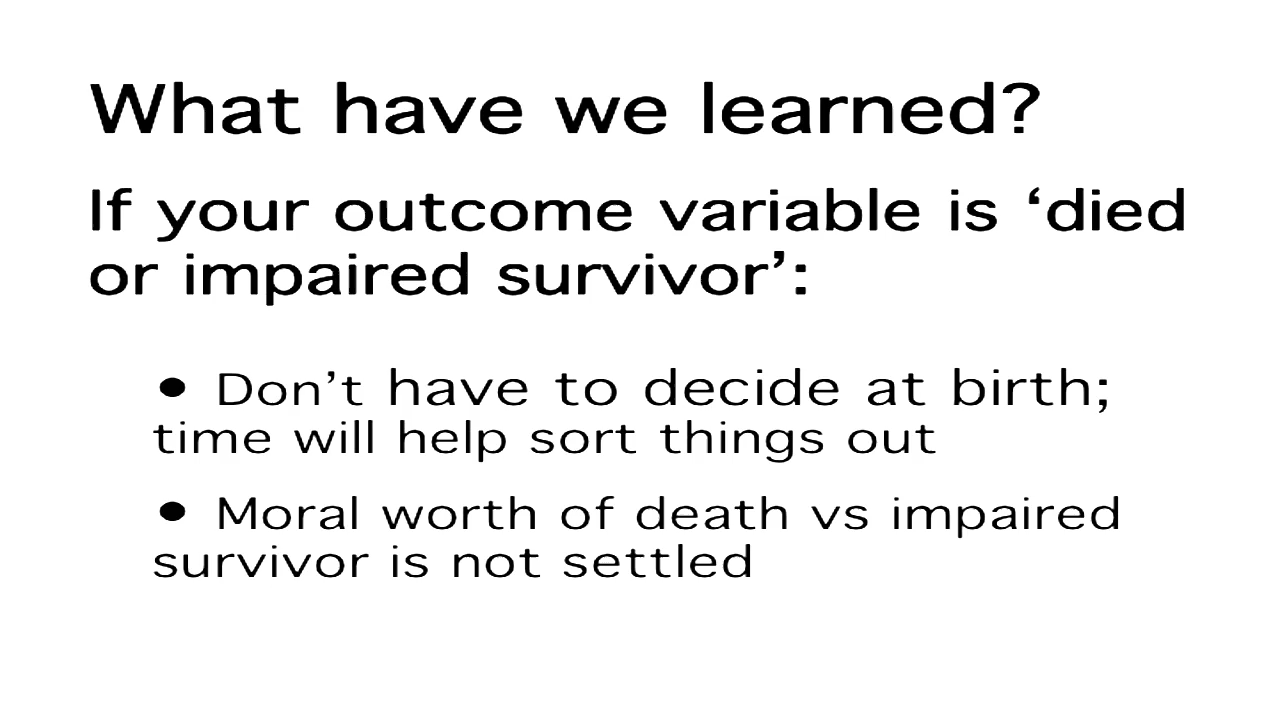 What have we learned?
If your outcome variable is ‘died
or impaired survivor’:
• Don’t have to decide at birth;
time will help sort things out
• Moral worth of death vs impaired
survivor is not settled